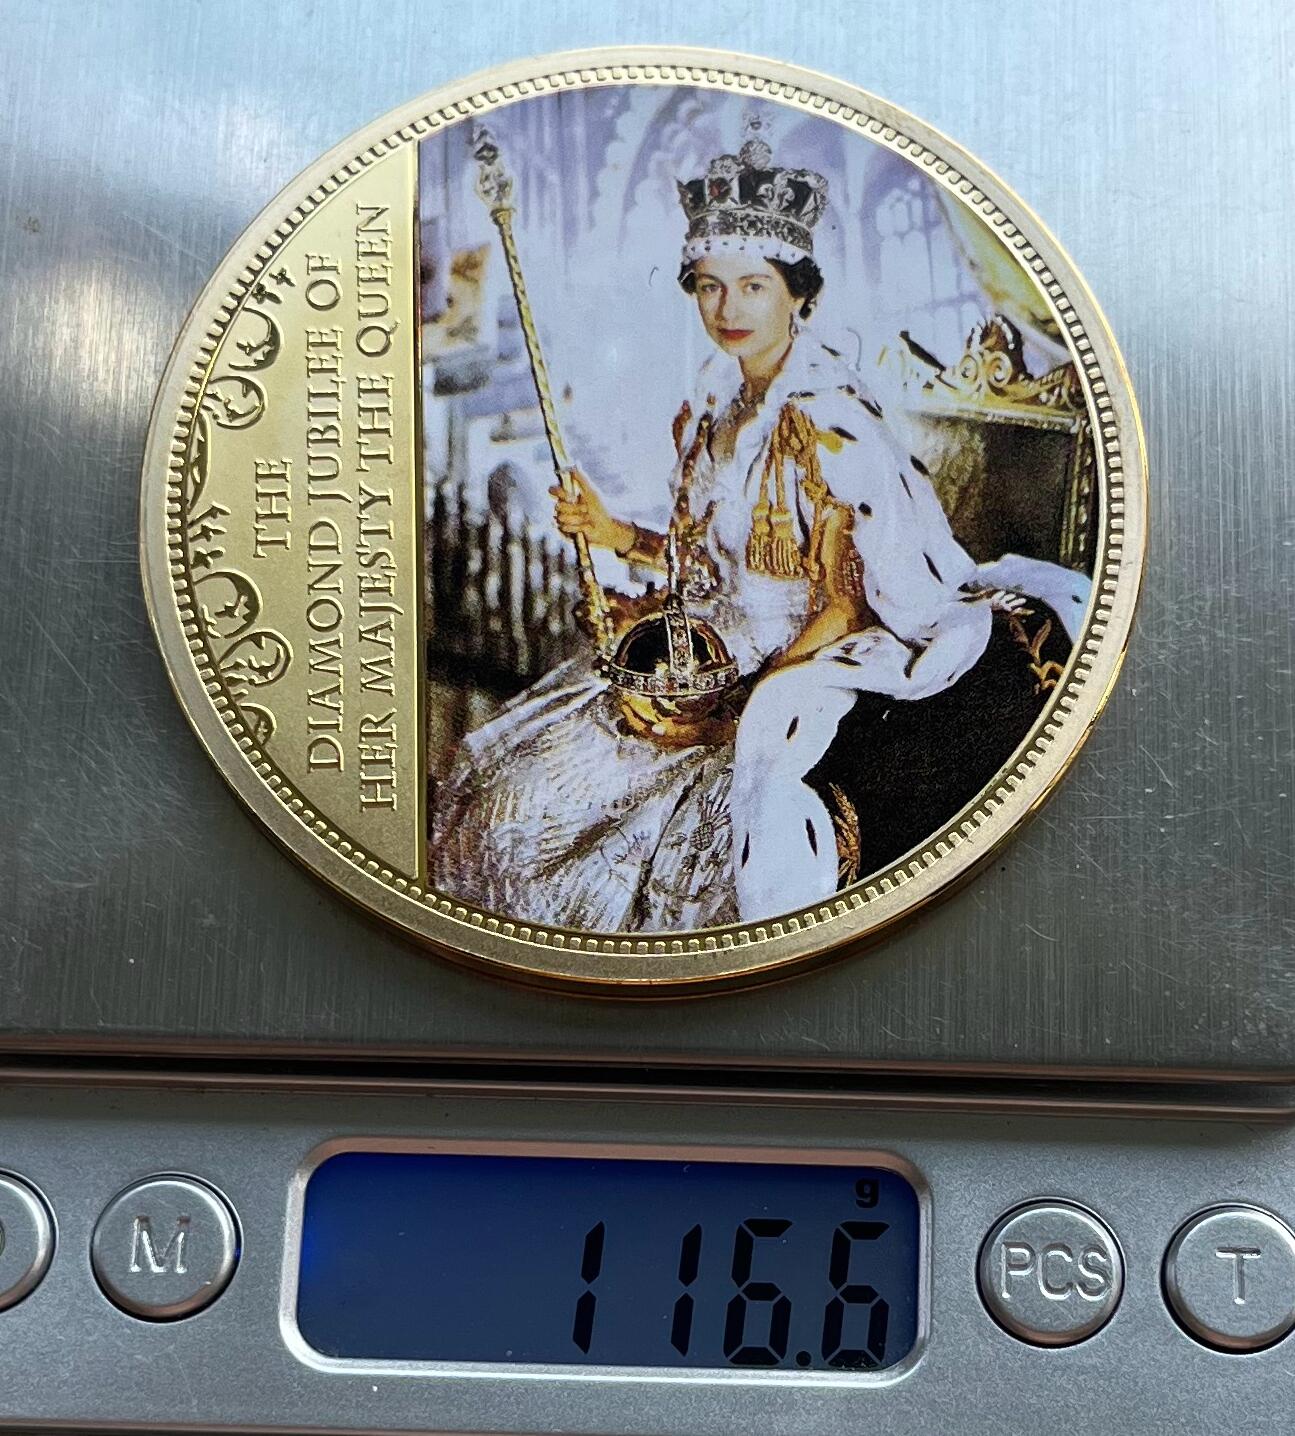 THE
DIAMOND JUBILEE OF
HER MAJESTY THE QUEEN
g
116.6
M
PCS
T